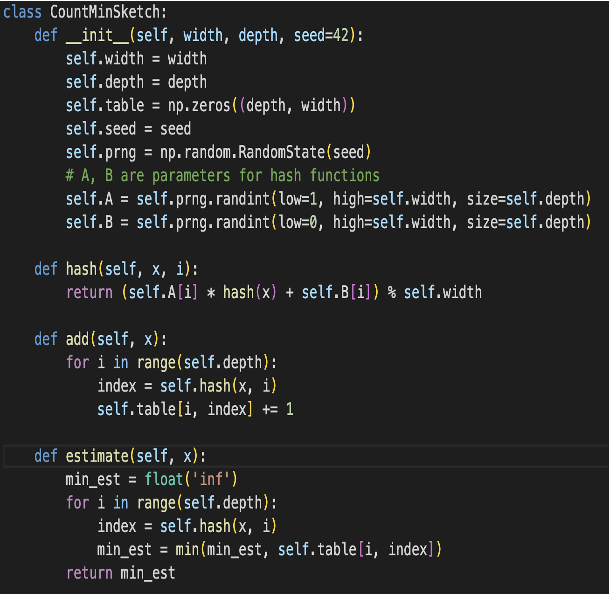 class CountMinSketch:
    def __init__(self, width, depth, seed=42):
        self.width = width
        self.depth = depth
        self.table = np.zeros((depth, width))
        self.seed = seed
        self.prng = np.random.RandomState(seed)
        # A, B are parameters for hash functions
        self.A = self.prng.randint(low=1, high=self.width, size=self.depth)
        self.B = self.prng.randint(low=0, high=self.width, size=self.depth)
    def hash(self, x, i):
        return (self.A[i] * hash(x) + self.B[i]) % self.width
    def add(self, x):
        for i in range(self.depth):
            index = self.hash(x, i)
            self.table[i, index] += 1
    def estimate(self, x):
        min_est = float('inf')
        for i in range(self.depth):
            index = self.hash(x, i)
            min_est = min(min_est, self.table[i, index])
        return min_est